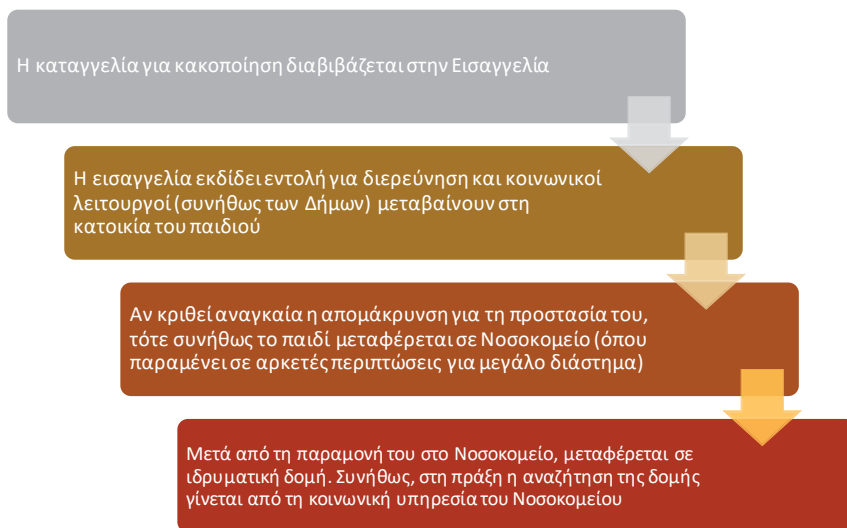 Η καταγγελία για κακοποίηση διαβιβάζεται στην Εισαγγελία
Η εισαγγελία εκδίδει εντολή για διερεύνηση και κοινωνικοί
λειτουργοί (συνήθως των Δήμων) μεταβαίνουν στη
κατοικία του παιδιού
Αν κριθεί αναγκαία η απομάκρυνση για τη προστασία του,
τότε συνήθως το παιδί μεταφέρεται σε Νοσοκομείο (όπου
παραμένει σε αρκετές περιπτώσεις για μεγάλο διάστημα)
Μετά από τη παραμονή του στο Νοσοκομείο, μεταφέρεται σε
ιδρυματική δομή. Συνήθως, στη πράξη η αναζήτηση της δομής
γίνεται από τη κοινωνική υπηρεσία του Νοσοκομείου